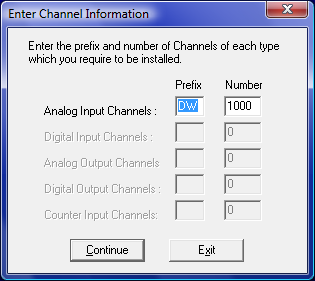 Enter Channel Information
Enter the prefix and number of Channels of each type
which you require to be installed.
Prefix Number
Analog Input Channels : DW 1000
Digital Input Channels : 0
Analog Output Channels 0
Digital Output Channels : 0
Counter Input Channels: 0
Continue Exit